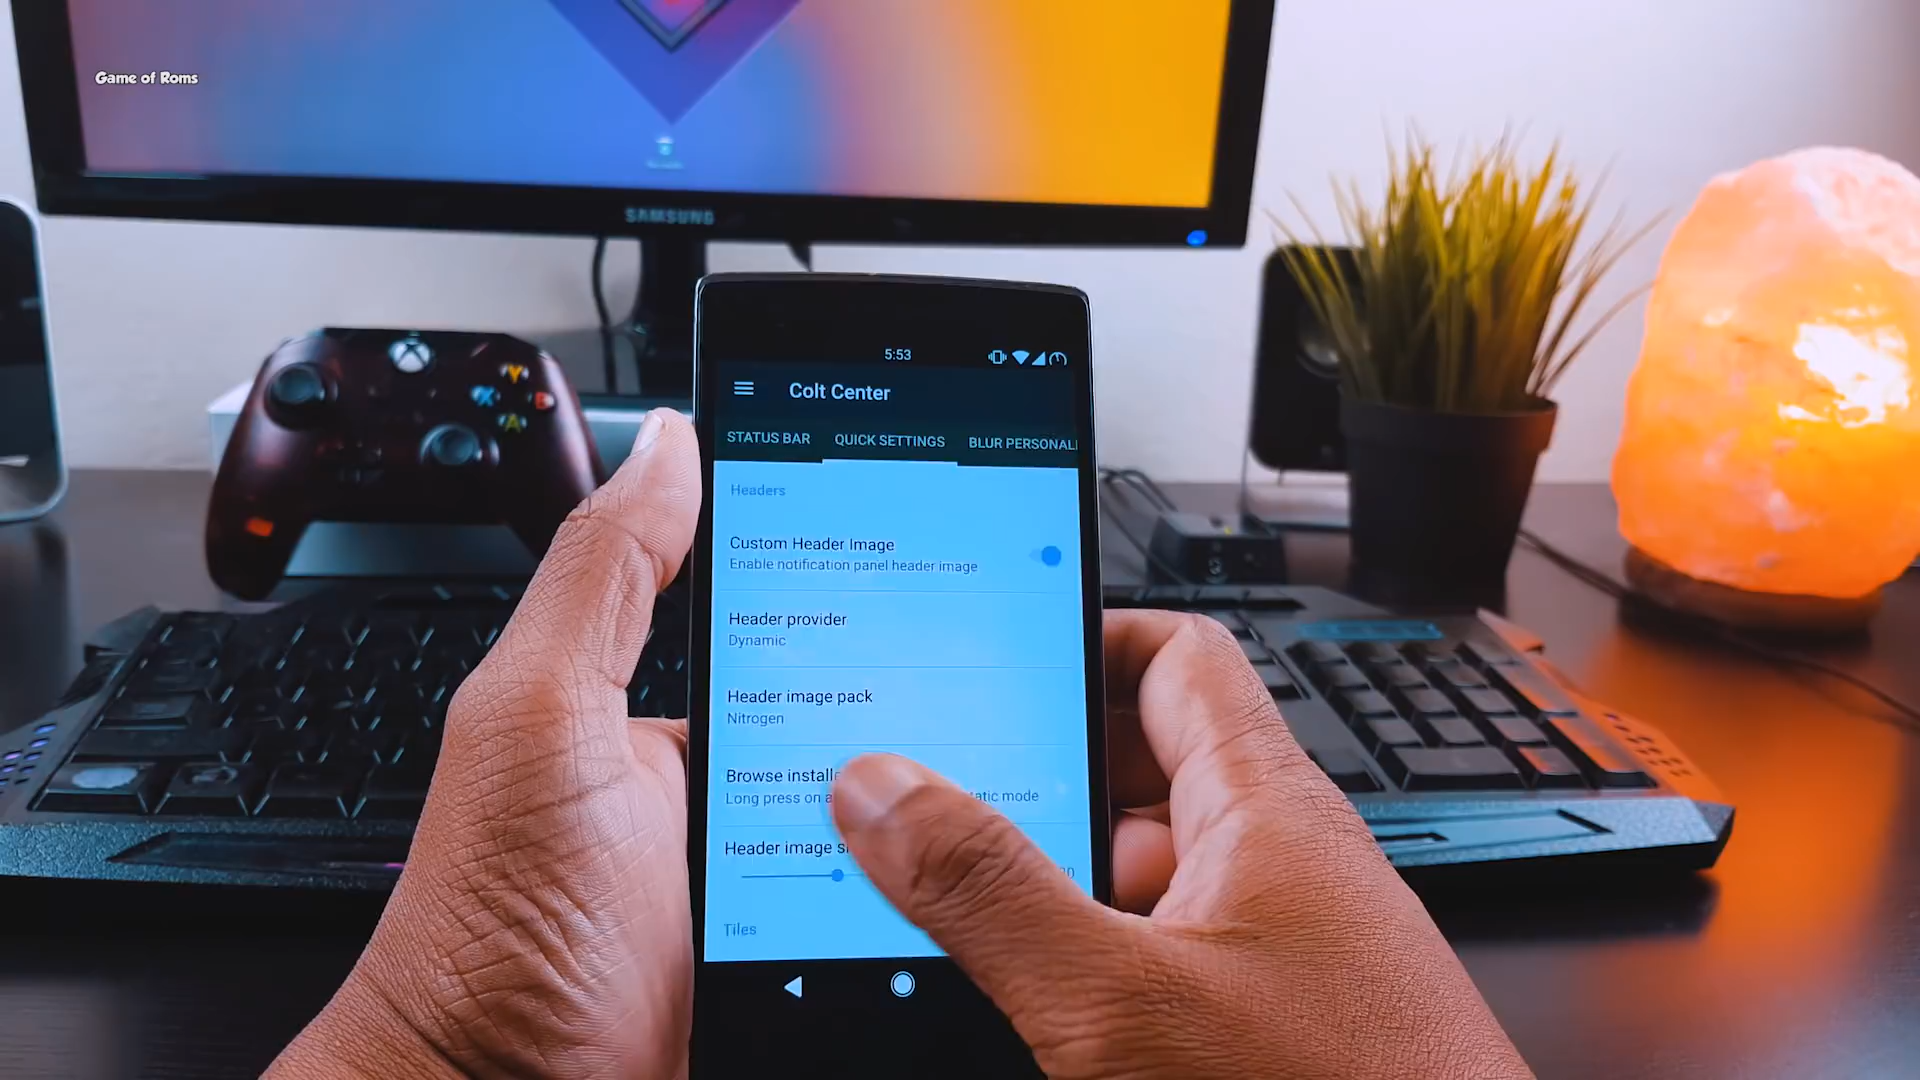 Game of Roms
SAMSUNG
5:53
Colt Center
STATUS BAR QUICK SETTINGS BLUR PERSONALI
Headers
Custom Header Image
Enable notification panel header image
Header provider
Dynamic
Header image pack
Nitrogen
Browse
Long press on
mode
Header image
Tiles
Y
X
B
A